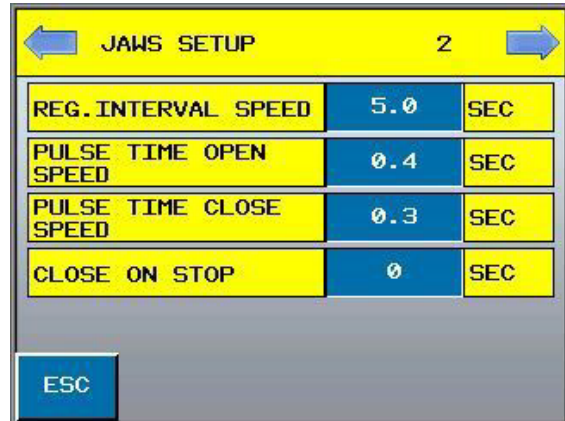 JAWS SETUP 2
REG.INTERVAL SPEED 5.0 SEC
PULSE TIME OPEN
SPEED 0.4 SEC
PULSE TIME CLOSE
SPEED 0.3 SEC
CLOSE ON STOP 0 SEC
ESC